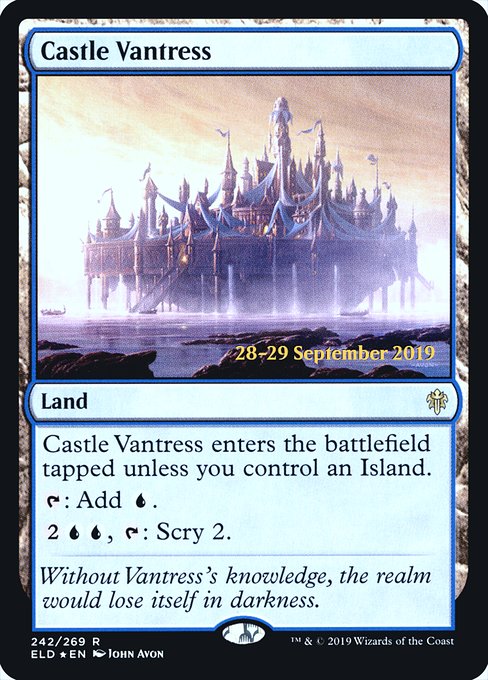 Castle Vantress
28–29 September 2019
AVON
Land
Castle Vantress enters the battlefield
tapped unless you control an Island.
: Add .
2 , : Scry 2.
Without Vantress's knowledge, the realm
would lose itself in darkness.
242/269 R
ELD ★ EN John Avon
™ & © 2019 Wizards of the Coast